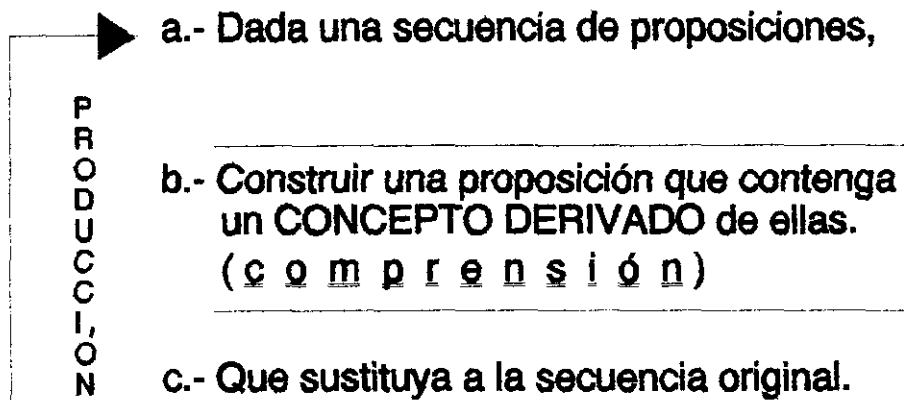 a.- Dada una secuencia de proposiciones,
PRODUCCIÓN
b.- Construir una proposición que contenga
un CONCEPTO DERIVADO de ellas.
(comprensión)
c.- Que sustituya a la secuencia original.